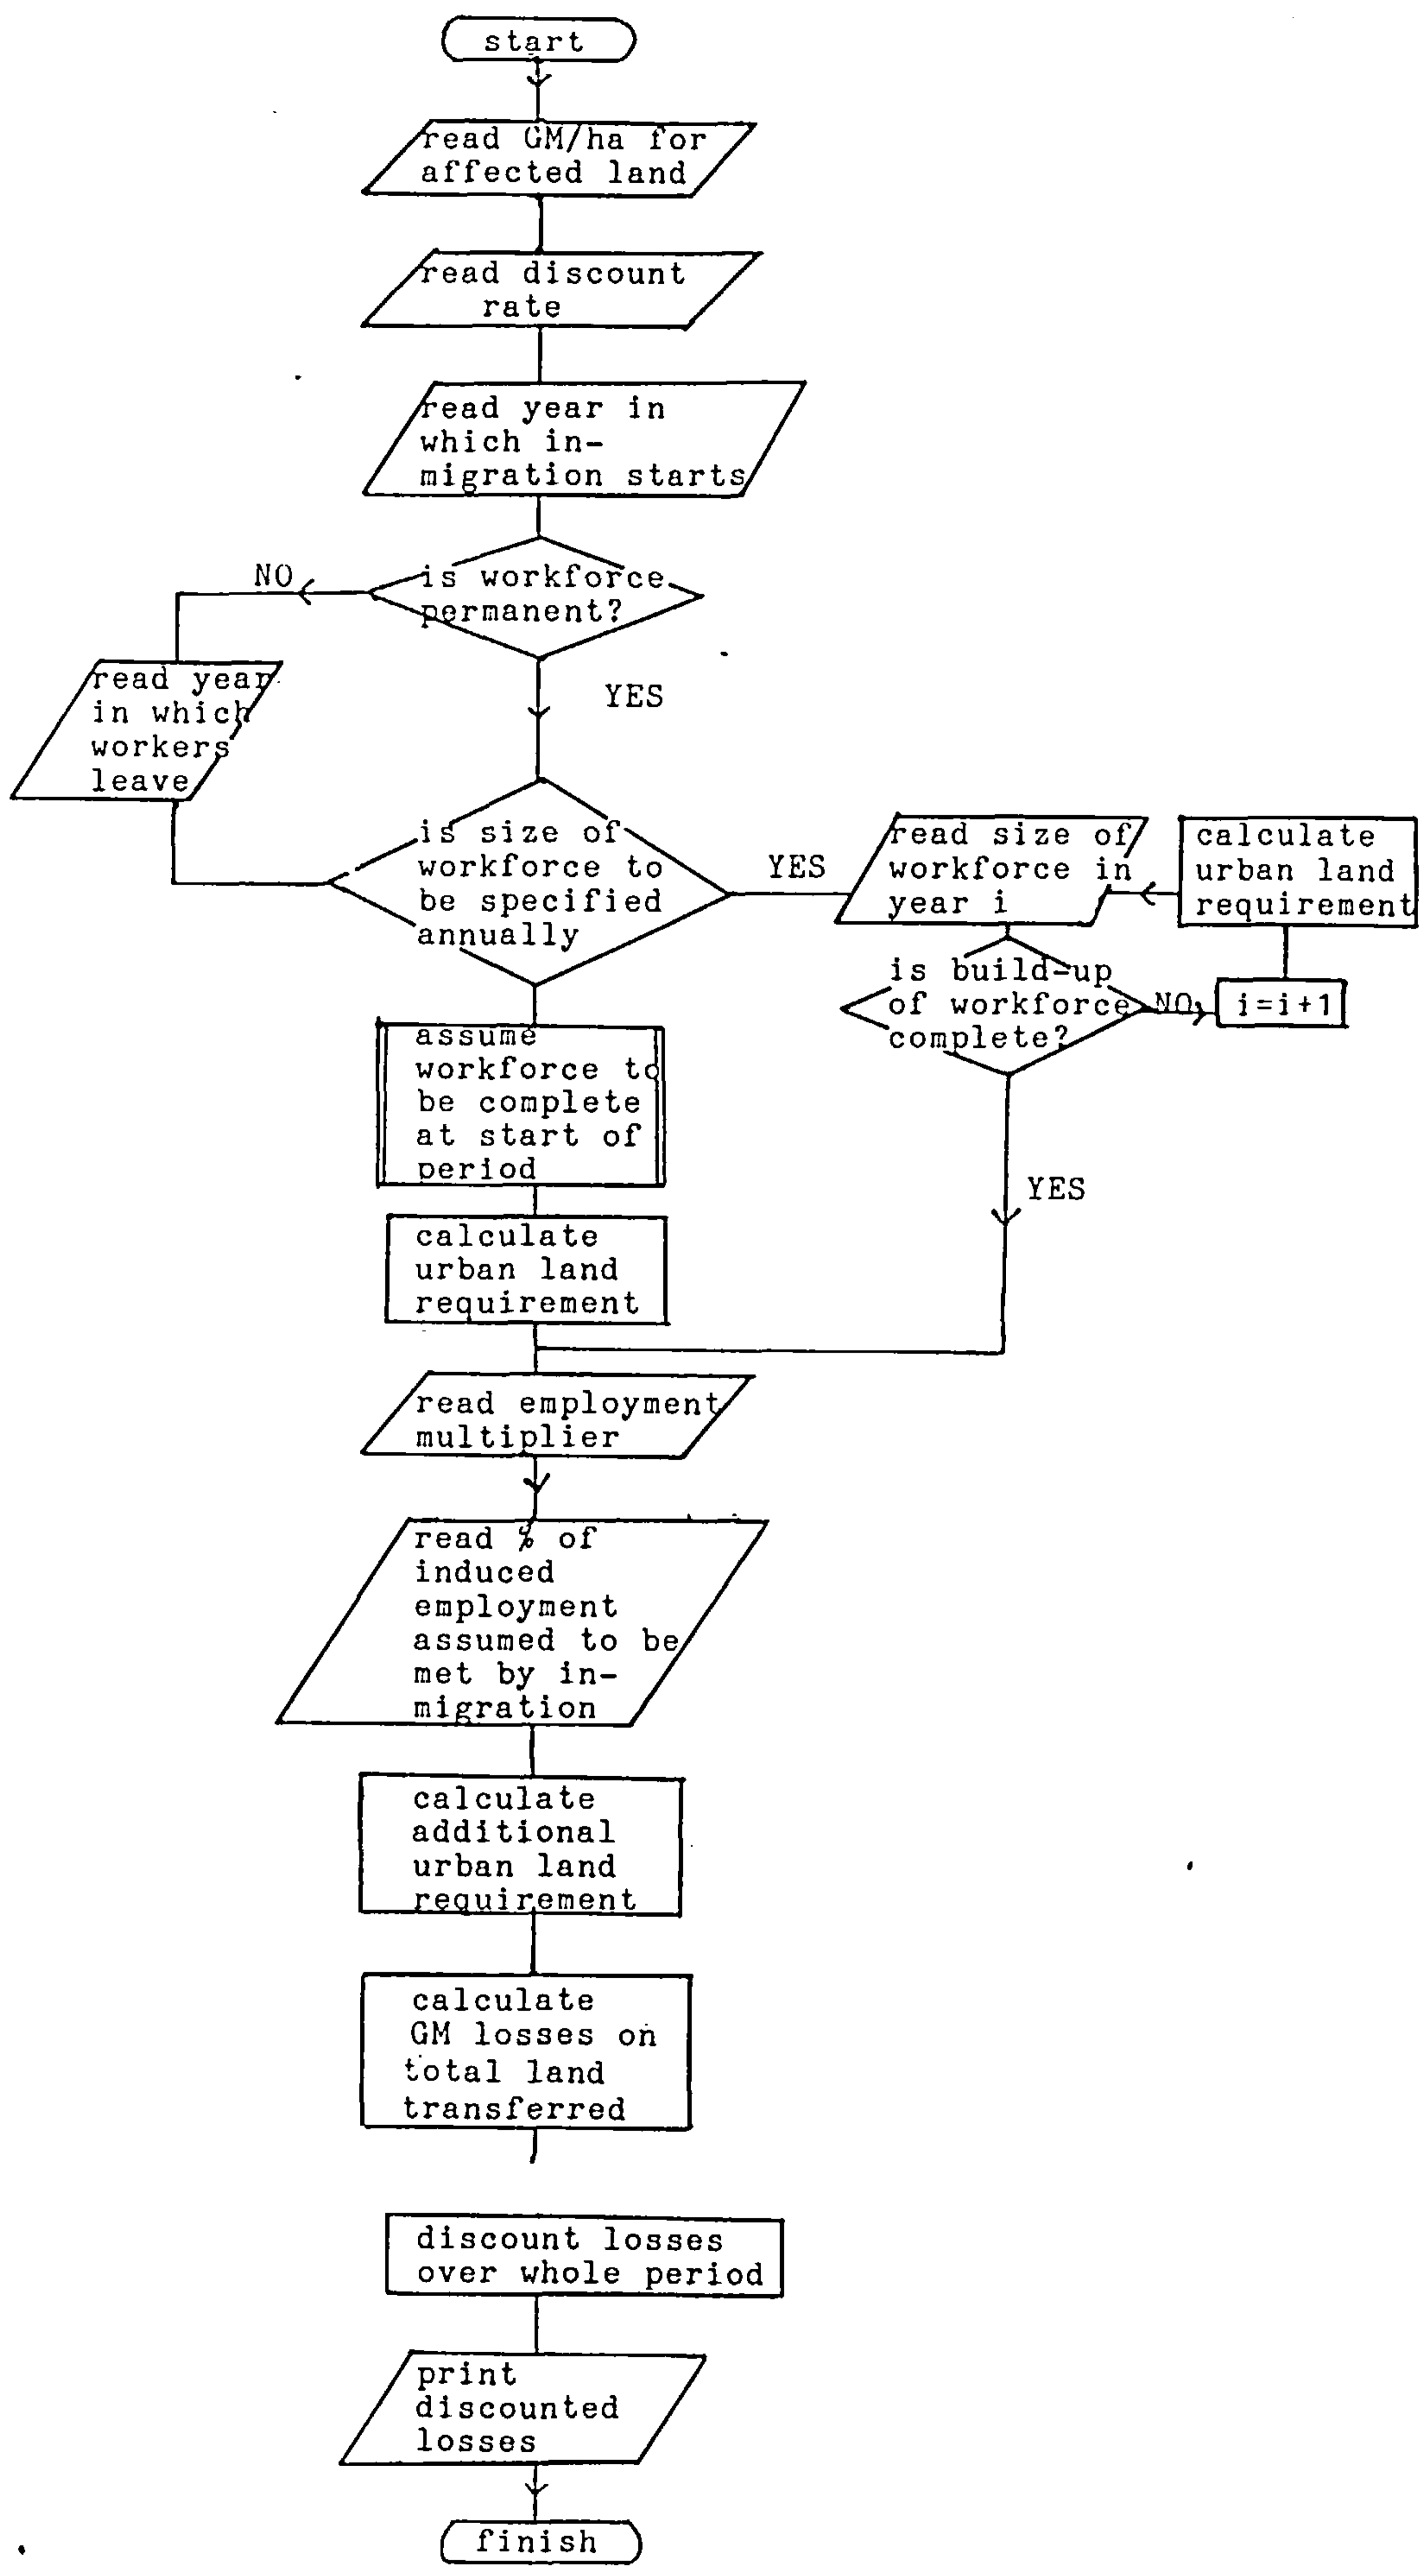 start
read GM/ha for
affected land
read discount
rate
read year in
which in-
migration starts
is workforce
permanent?
NO
YES
read year
in which
workers
leave
is size of
workforce to
be specified
annually
YES
read size of
workforce in
year i
calculate
urban land
requirement
is build-up
of workforce
complete?
NO
i=i+1
YES
assume
workforce to
be complete
at start of
period
calculate
urban land
requirement
read employment
multiplier
read % of
induced
employment
assumed to be
met by in-
migration
calculate
additional
urban land
requirement
calculate
GM losses on
total land
transferred
discount losses
over whole period
print
discounted
losses
finish